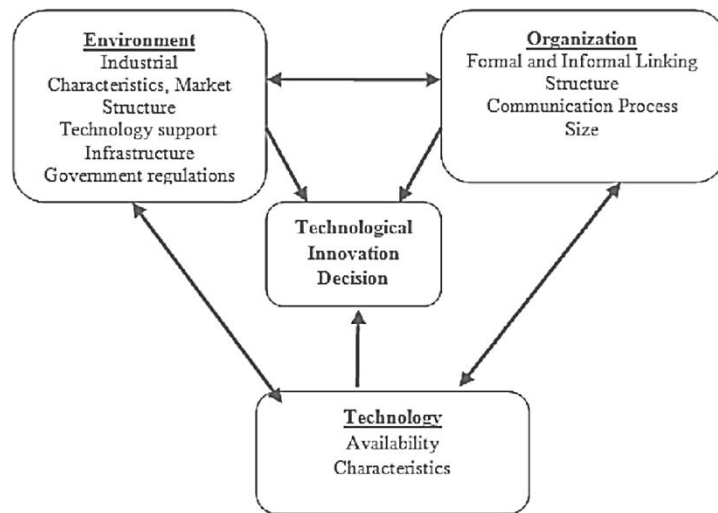 Environment
Industrial
Characteristics, Market
Structure
Technology support
Infrastructure
Government regulations
Organization
Formal and Informal Linking
Structure
Communication Process
Size
Technological
Innovation
Decision
Technology
Availability
Characteristics